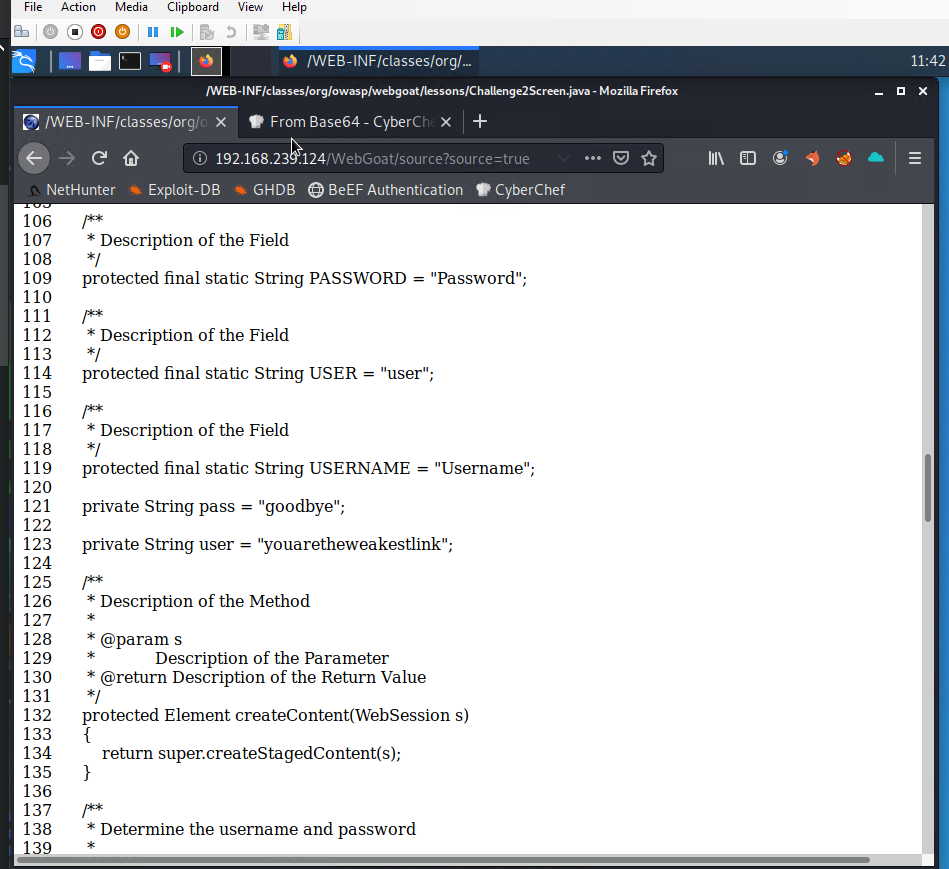 File Action Media Clipboard View Help
/WEB-INF/classes/org/... 11:42
/WEB-INF/classes/org/owasp/webgoat/lessons/Challenge2Screen.java - Mozilla Firefox
/WEB-INF/classes/org/o From Base64 - CyberChe
192.168.239.124/WebGoat/source?source=true
NetHunter Exploit-DB GHDB BeEF Authentication CyberChef
105
106 /**
107 * Description of the Field
108 */
109 protected final static String PASSWORD = "Password";
110
111 /**
112 * Description of the Field
113 */
114 protected final static String USER = "user";
115
116 /**
117 * Description of the Field
118 */
119 protected final static String USERNAME = "Username";
120
121 private String pass = "goodbye";
122
123 private String user = "youaretheweakestlink";
124
125 /**
126 * Description of the Method
127 *
128 * @param s
129 * Description of the Parameter
130 * @return Description of the Return Value
131 */
132 protected Element createContent(WebSession s)
133 {
134 return super.createStagedContent(s);
135 }
136
137 /**
138 * Determine the username and password
139 *